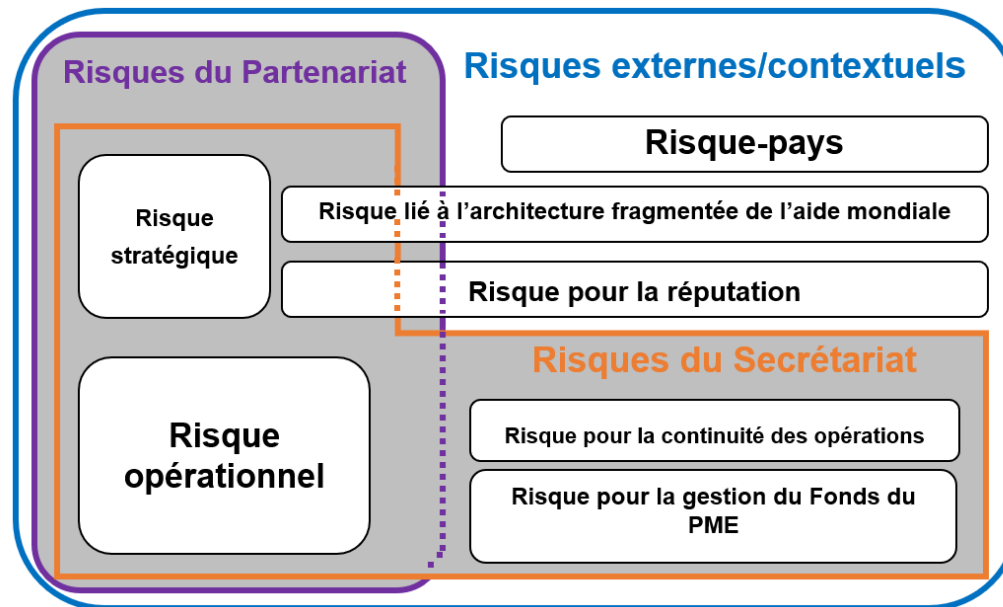 Risques du Partenariat
Risques externes/contextuels
Risque-pays
Risque
stratégique
Risque lié à l’architecture fragmentée de l’aide mondiale
Risque pour la réputation
Risques du Secrétariat
Risque
opérationnel
Risque pour la continuité des opérations
Risque pour la gestion du Fonds du
PME